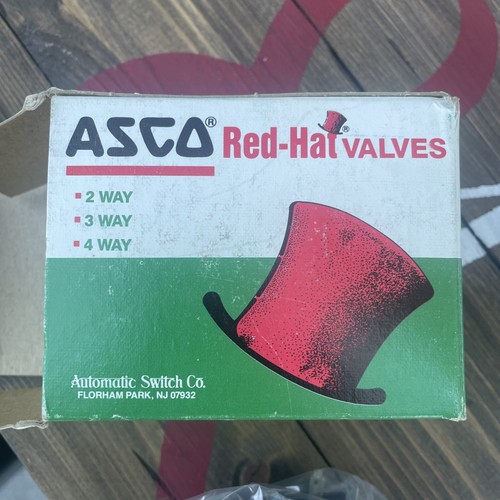 ASCO® Red-Hat® VALVES
2 WAY
3 WAY
4 WAY
Automatic Switch Co.
FLORHAM PARK, NJ 07932